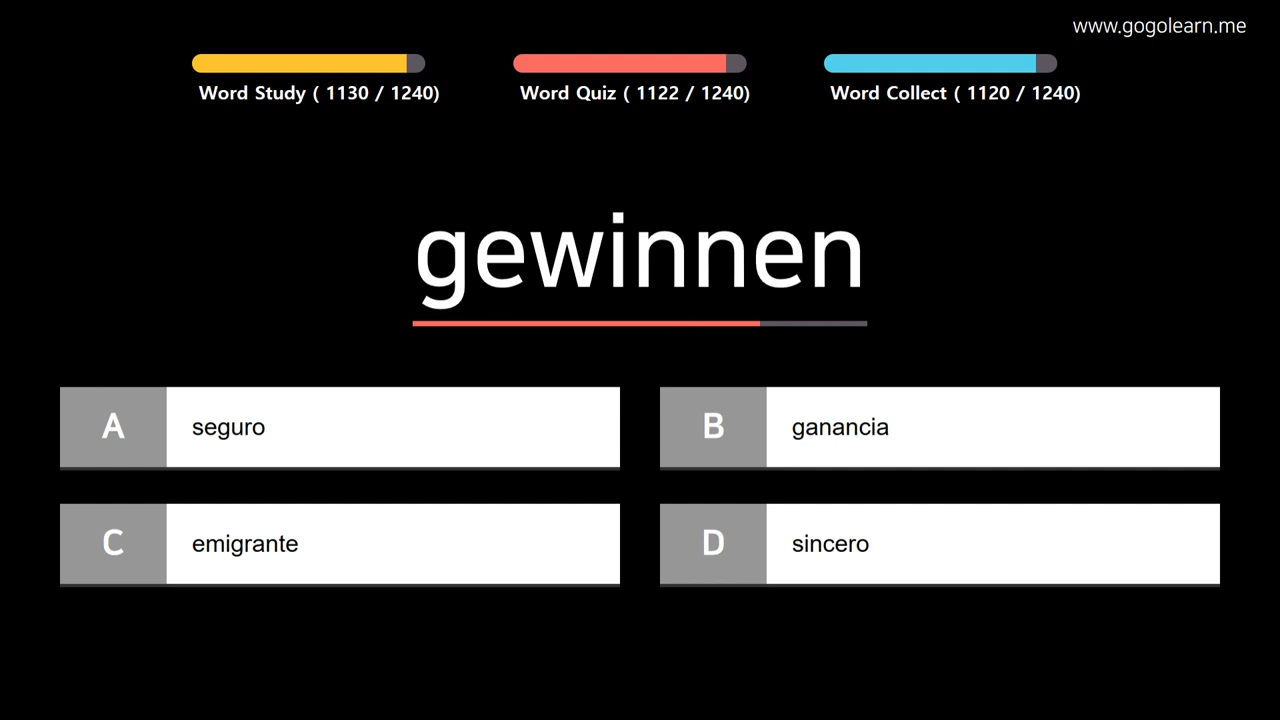 www.gogolearn.me
Word Study ( 1130 / 1240)
Word Quiz ( 1122 / 1240)
Word Collect ( 1120 / 1240)
gewinnen
A seguro
B ganancia
C emigrante
D sincero